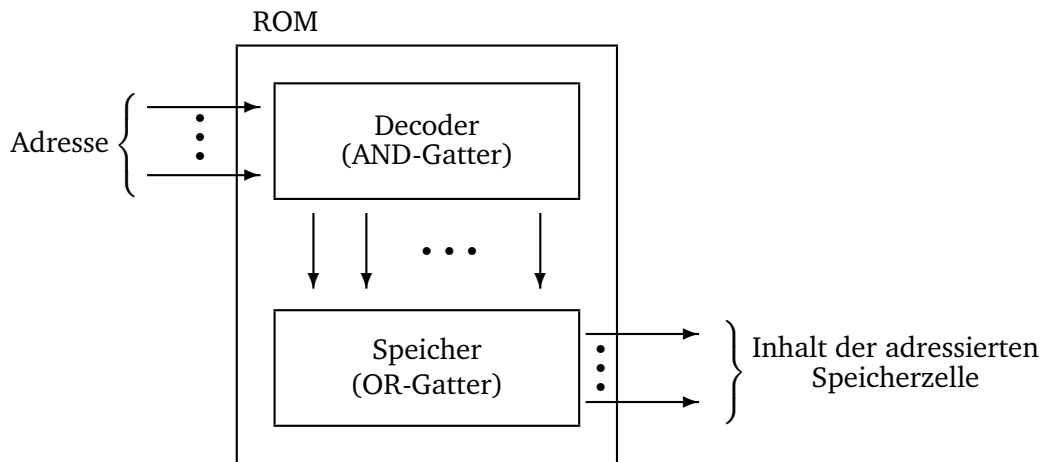 ROM
Decoder
(AND-Gatter)
Adresse
Speicher
(OR-Gatter)
Inhalt der adressierten
Speicherzelle